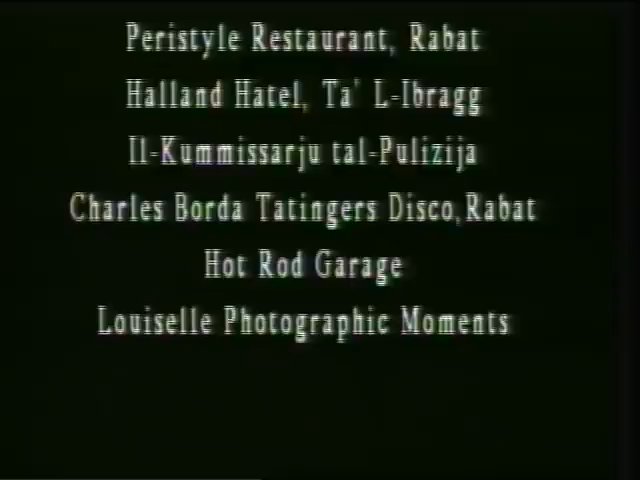 Peristyle Restaurant, Rabat
Halland Hatel, Ta' L-Ibragg
Il-Kummissarju tal-Pulizija
Charles Borda Tatingers Disco,Rabat
Hot Rod Garage
Louiselle Photographic Moments